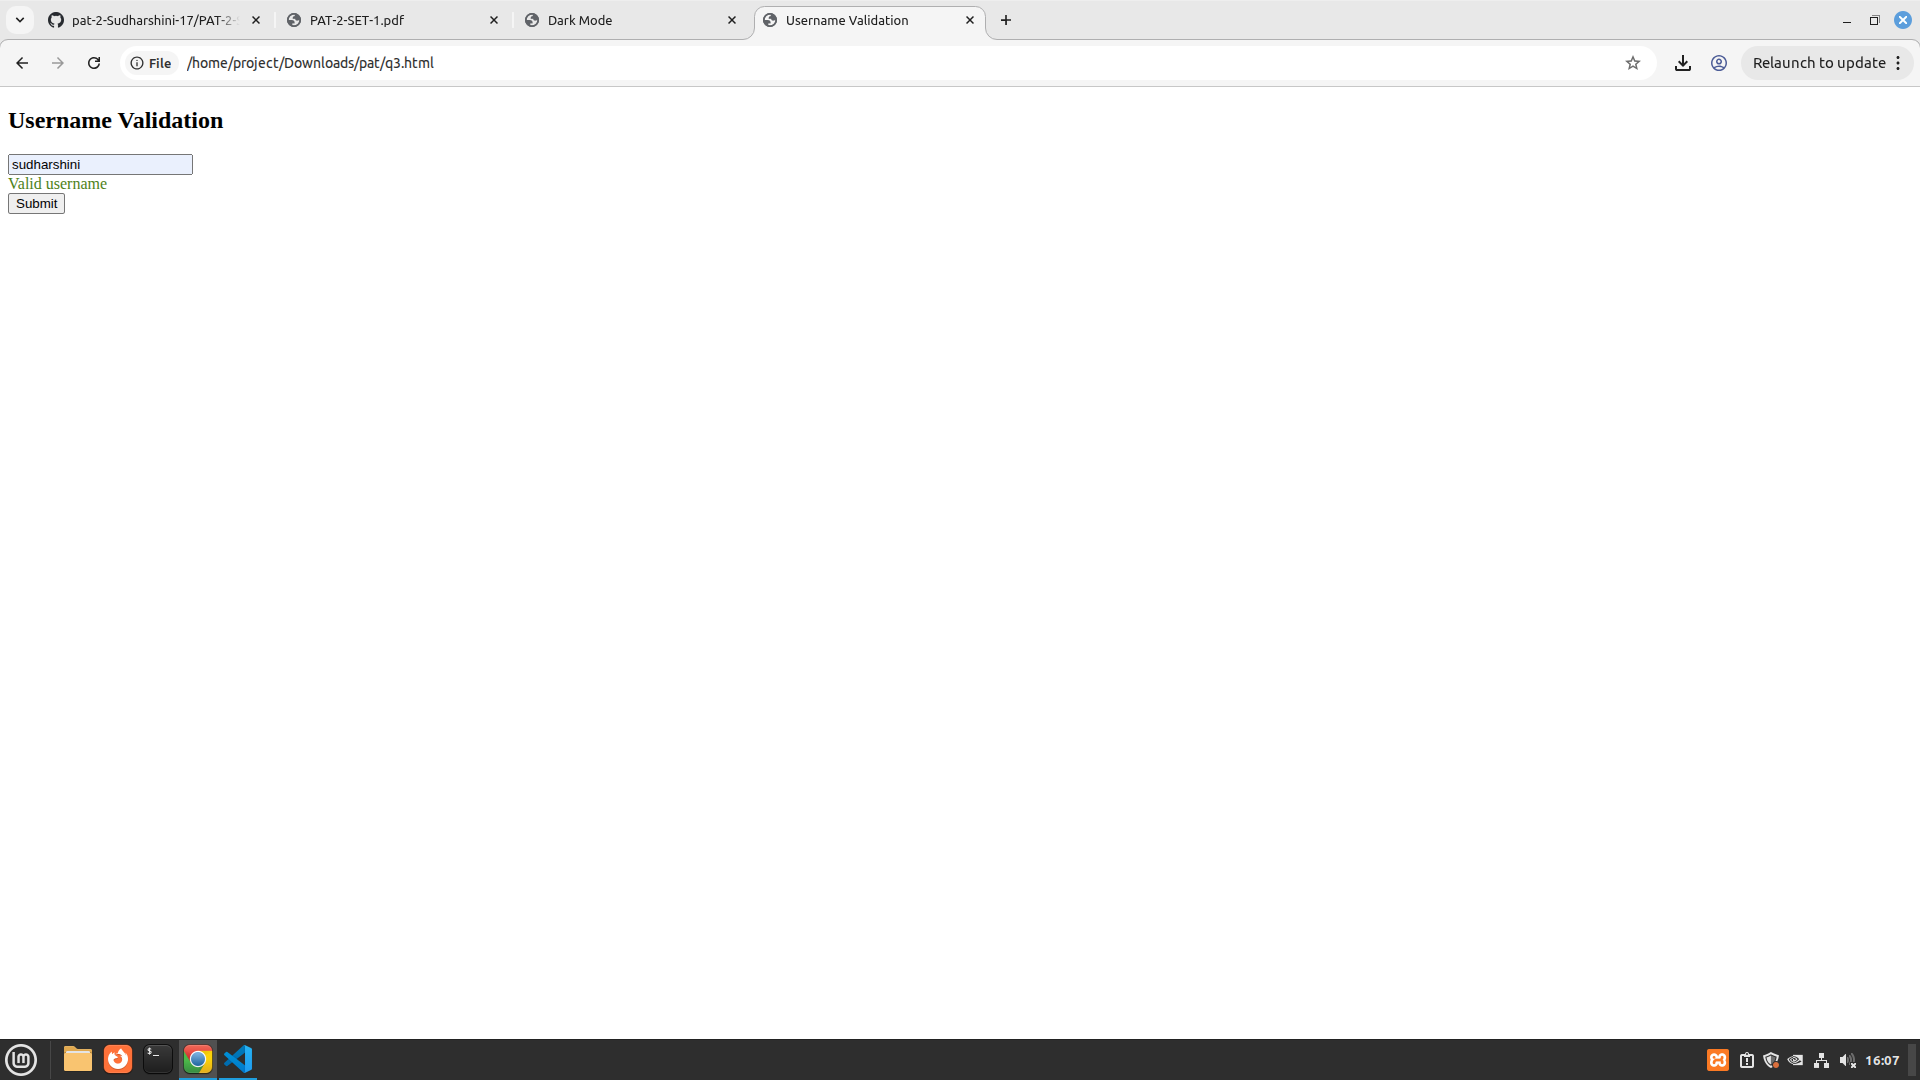 pat-2-Sudharshini-17/PAT-2-
PAT-2-SET-1.pdf
Dark Mode
Username Validation
File
/home/project/Downloads/pat/q3.html
Relaunch to update
Username Validation
sudharshini
Valid username
Submit
16:07